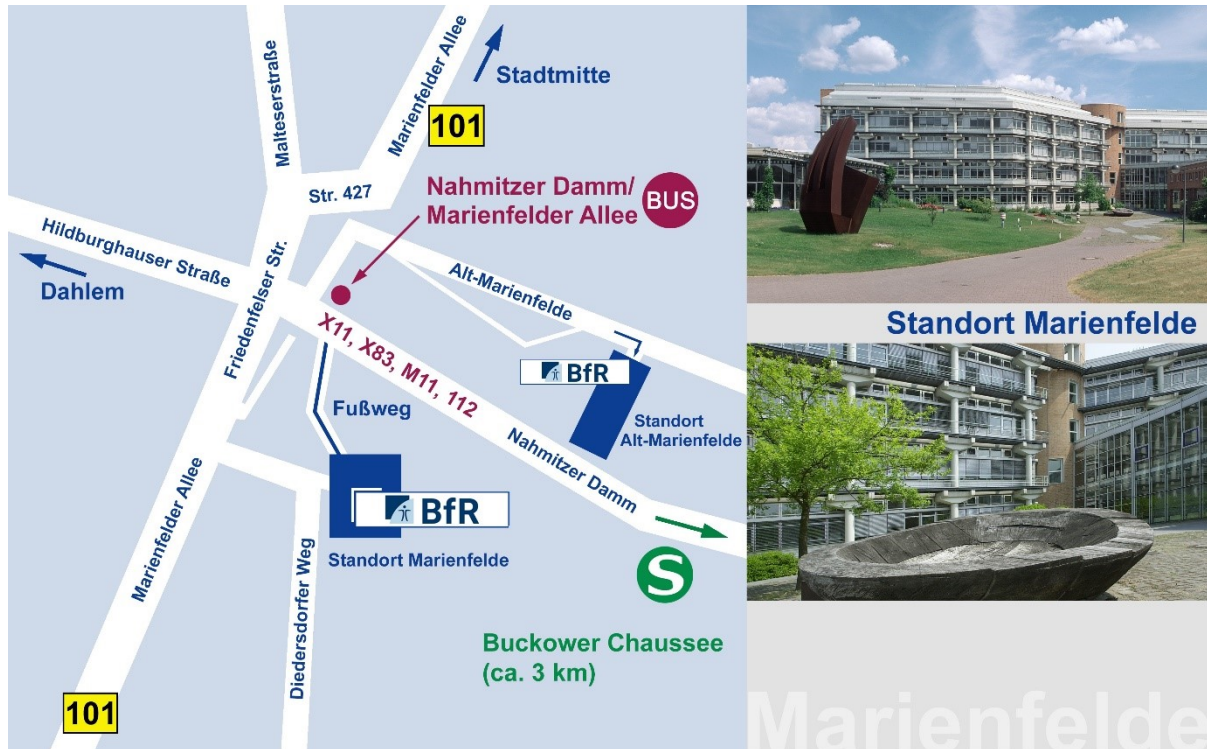 Malteserstraße
Marienfelder Allee
Stadtmitte
101
Str. 427
Nahmitzer Damm/
Marienfelder Allee
BUS
Hildburghauser Straße
Dahlem
Friedenfelser Str.
Alt-Marienfelde
X11, X83, M11, 112
BfR
Fußweg
Standort
Alt-Marienfelde
Nahmitzer Damm
Marienfelder Allee
BfR
Standort Marienfelde
Diedersdorfer Weg
S
Buckower Chaussee
(ca. 3 km)
101
Standort Marienfelde
Marienfelde